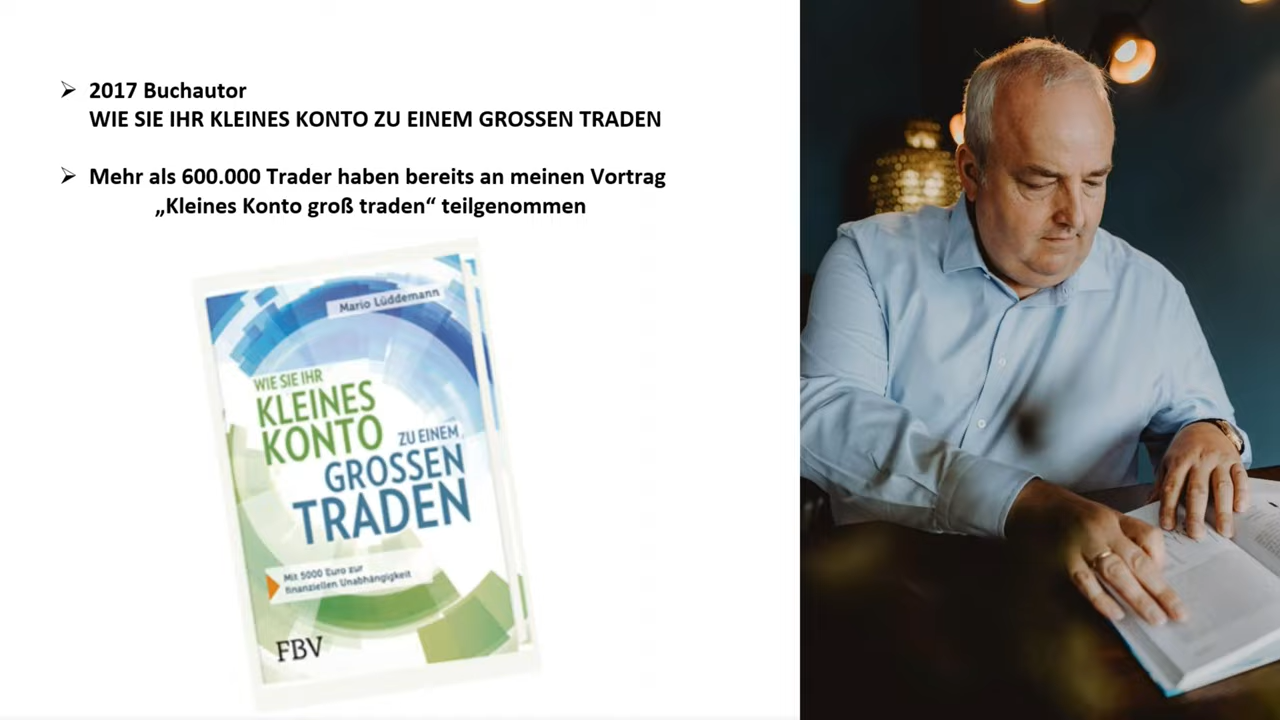 2017 Buchautor
WIE SIE IHR KLEINES KONTO ZU EINEM GROSSEN TRADEN
Mehr als 600.000 Trader haben bereits an meinen Vortrag
„Kleines Konto groß traden“ teilgenommen
Mario Lüddemann
WIE SIE IHR
KLEINES
KONTO ZU EINEM
GROSSEN
TRADEN
Mit 5000 Euro zur
finanziellen Unabhängigkeit
FBV